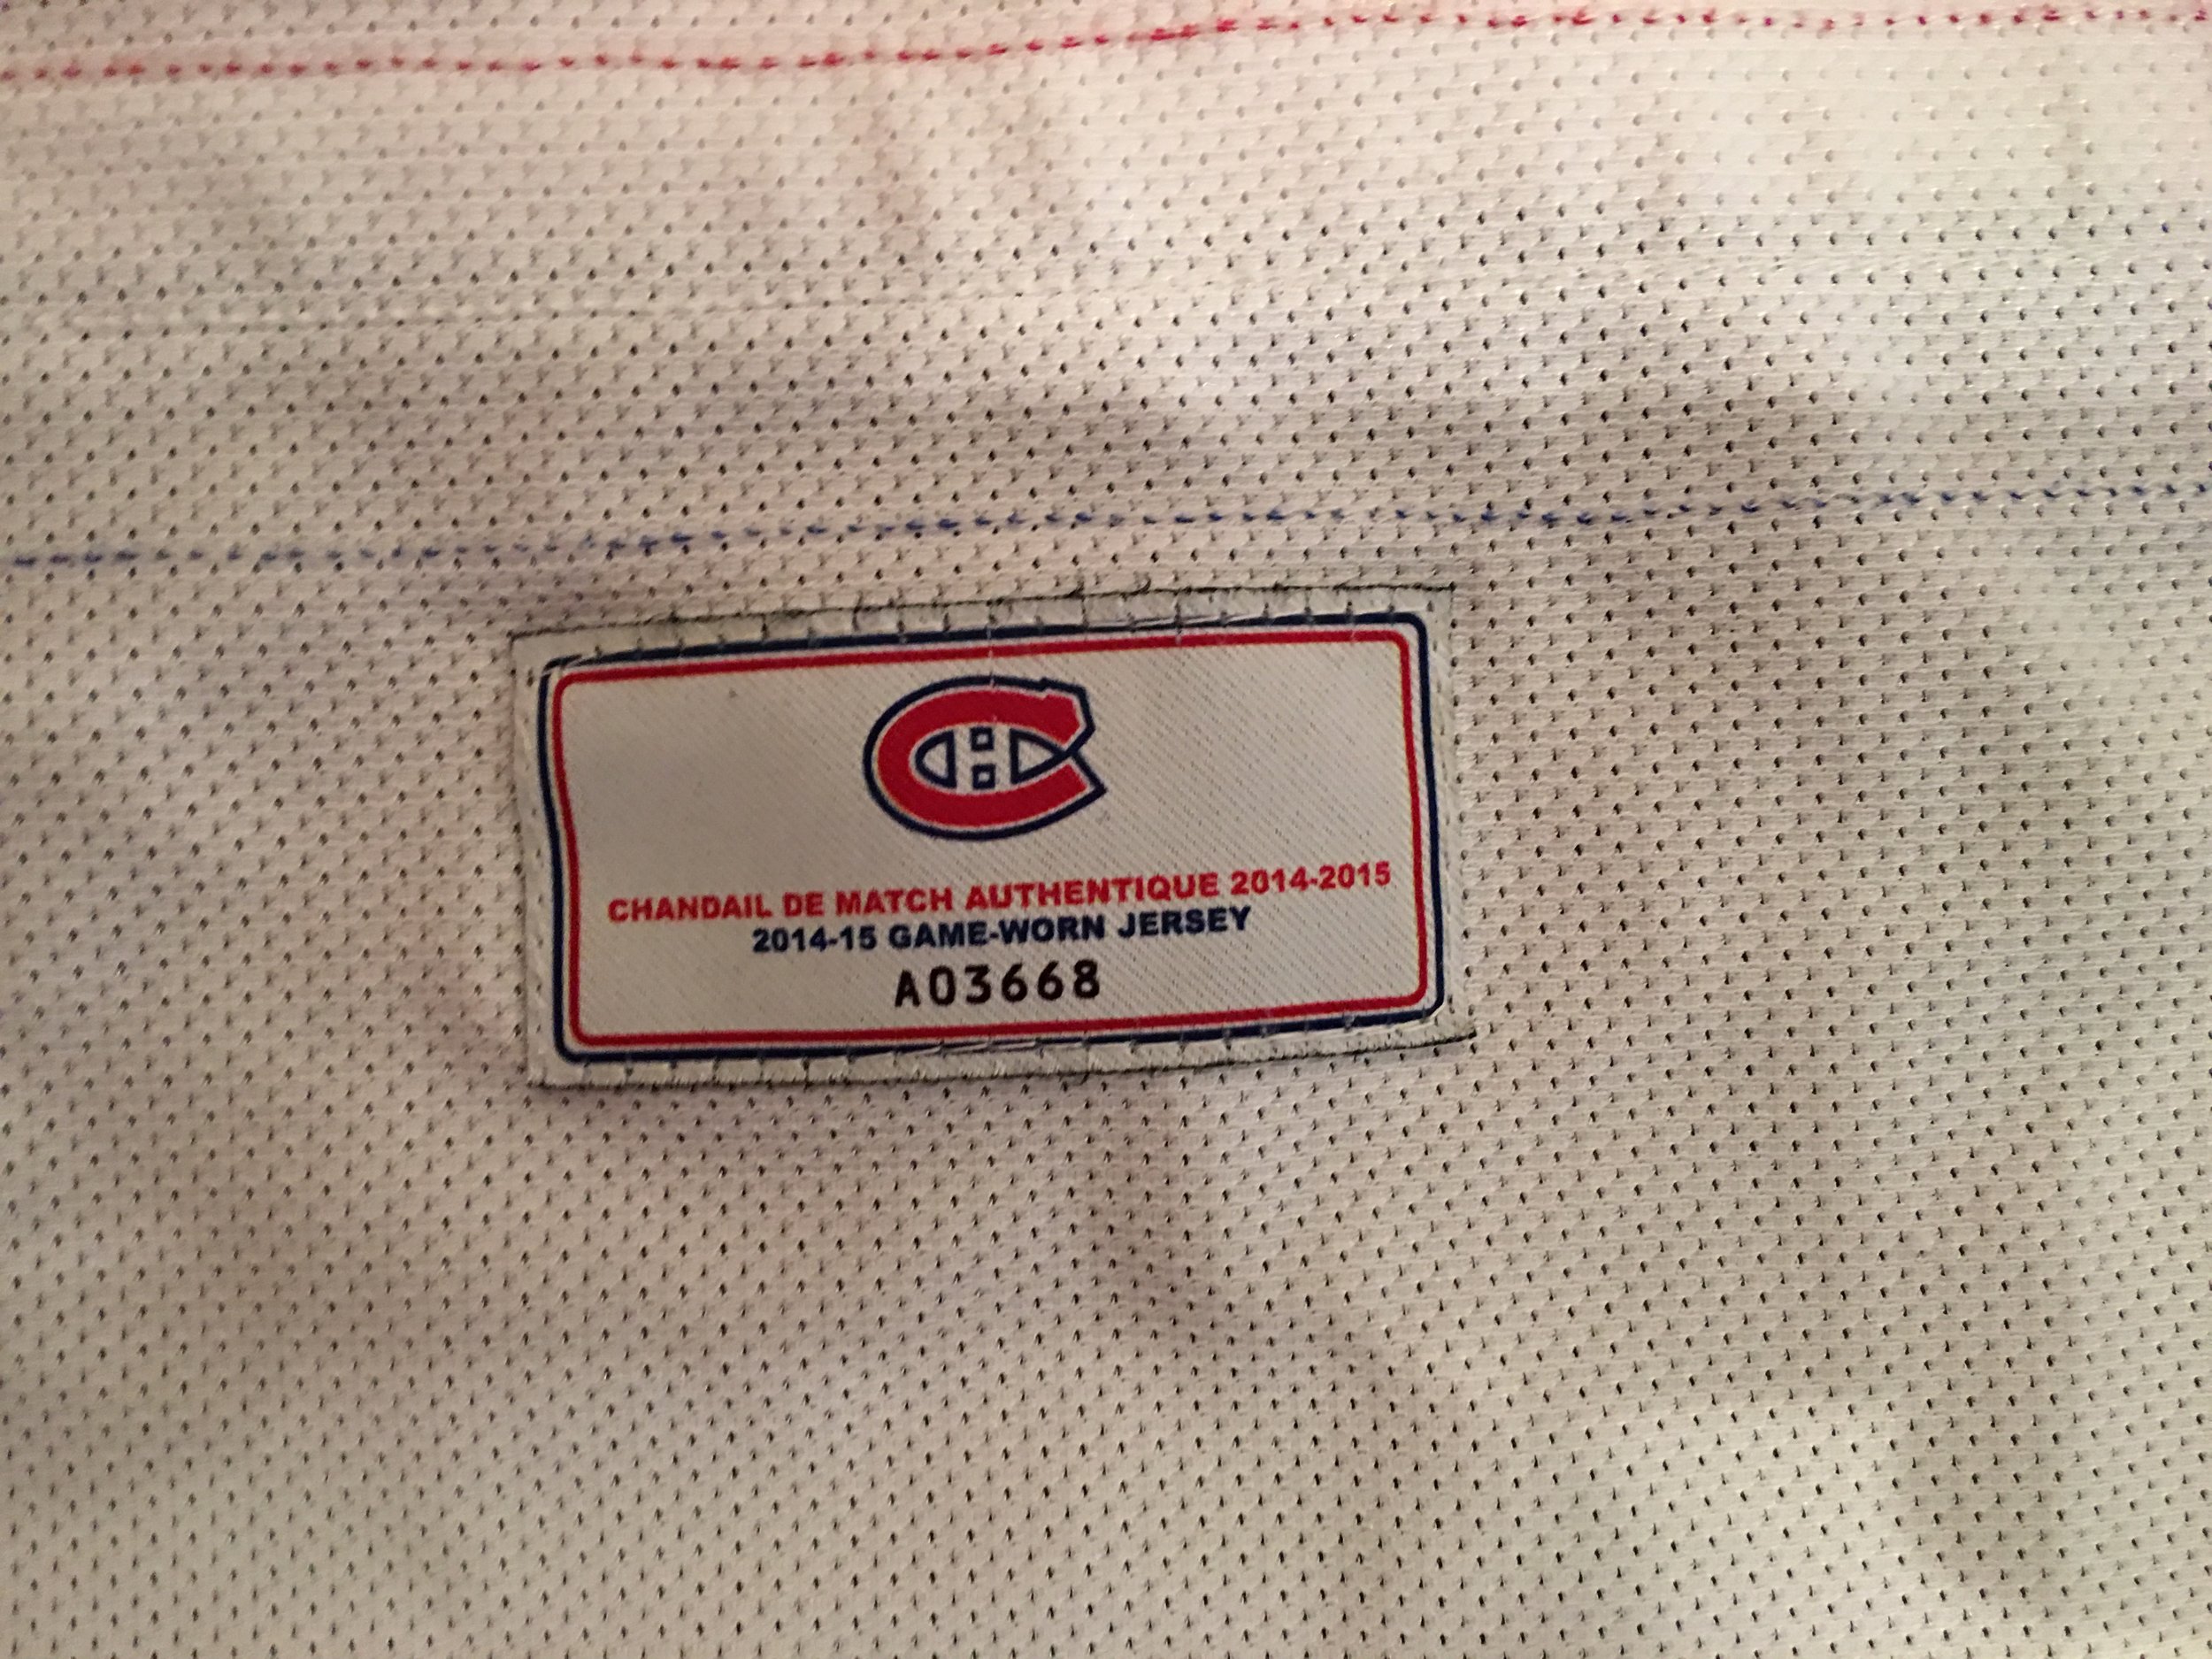 CHANDAIL DE MATCH AUTHENTIQUE 2014-2015
2014-15 GAME-WORN JERSEY
A03668